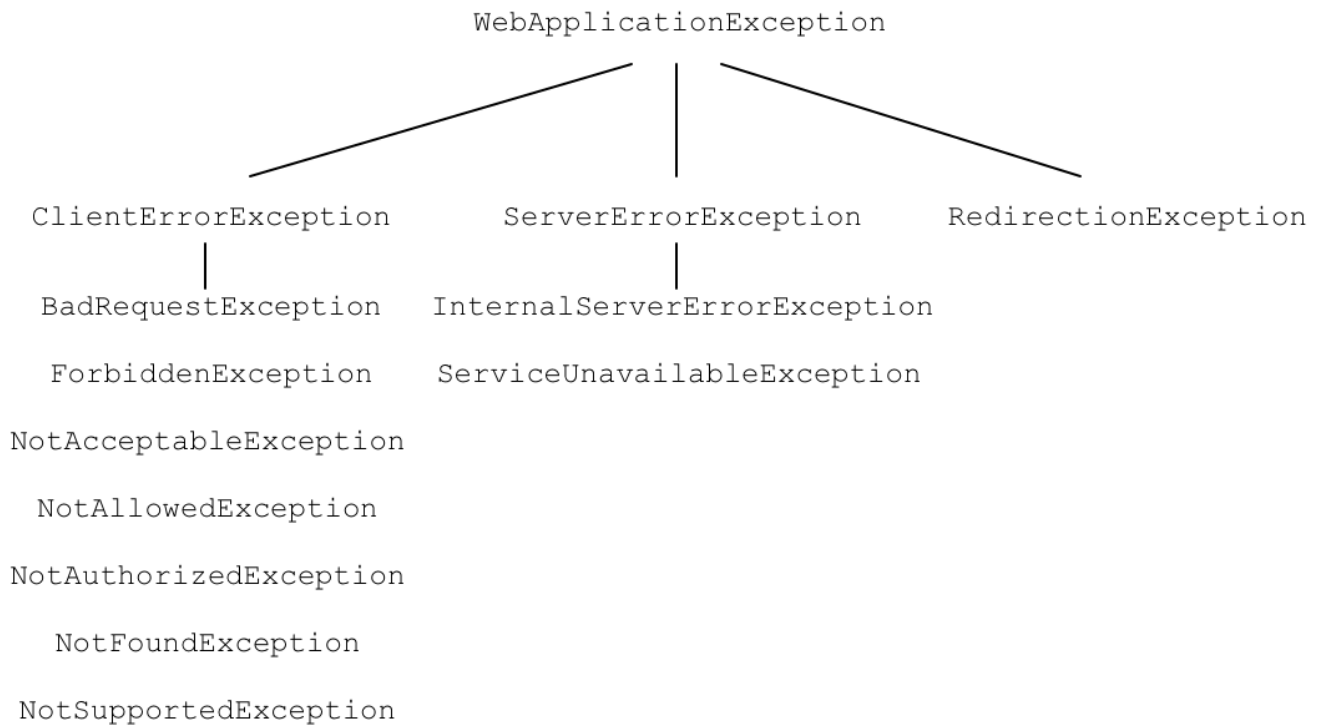 WebApplicationException
ClientErrorException ServerErrorException RedirectionException
BadRequestException InternalServerErrorException
ForbiddenException ServiceUnavailableException
NotAcceptableException
NotAllowedException
NotAuthorizedException
NotFoundException
NotSupportedException